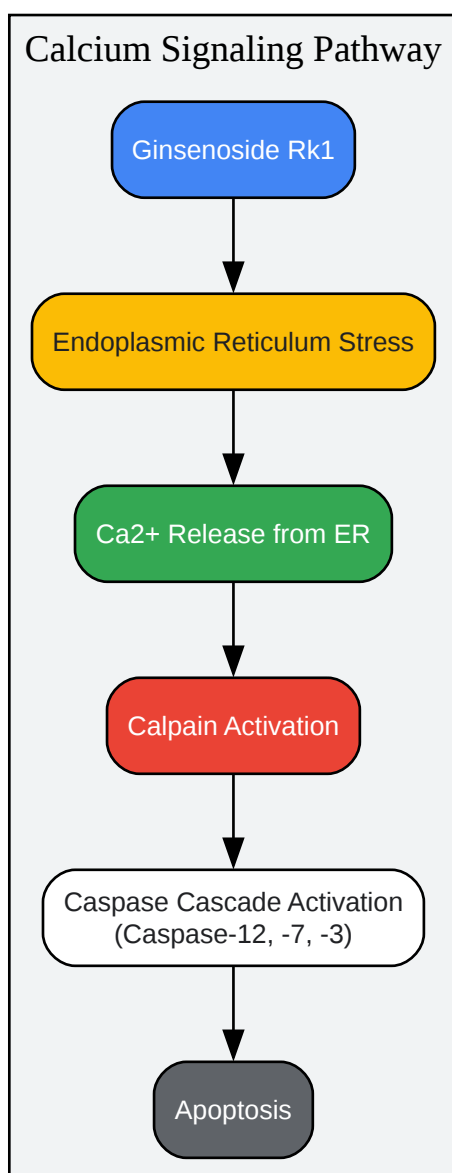 Calcium Signaling Pathway
Ginsenoside Rk1
Endoplasmic Reticulum Stress
Ca2+ Release from ER
Calpain Activation
Caspase Cascade Activation
(Caspase-12, -7, -3)
Apoptosis